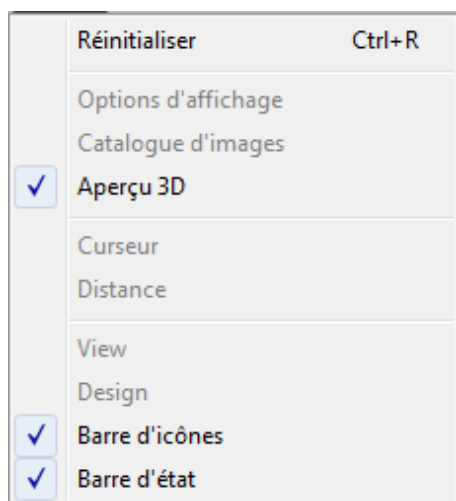 Réinitialiser Ctrl+R
Options d'affichage
Catalogue d'images
Aperçu 3D
Curseur
Distance
View
Design
Barre d'icônes
Barre d'état